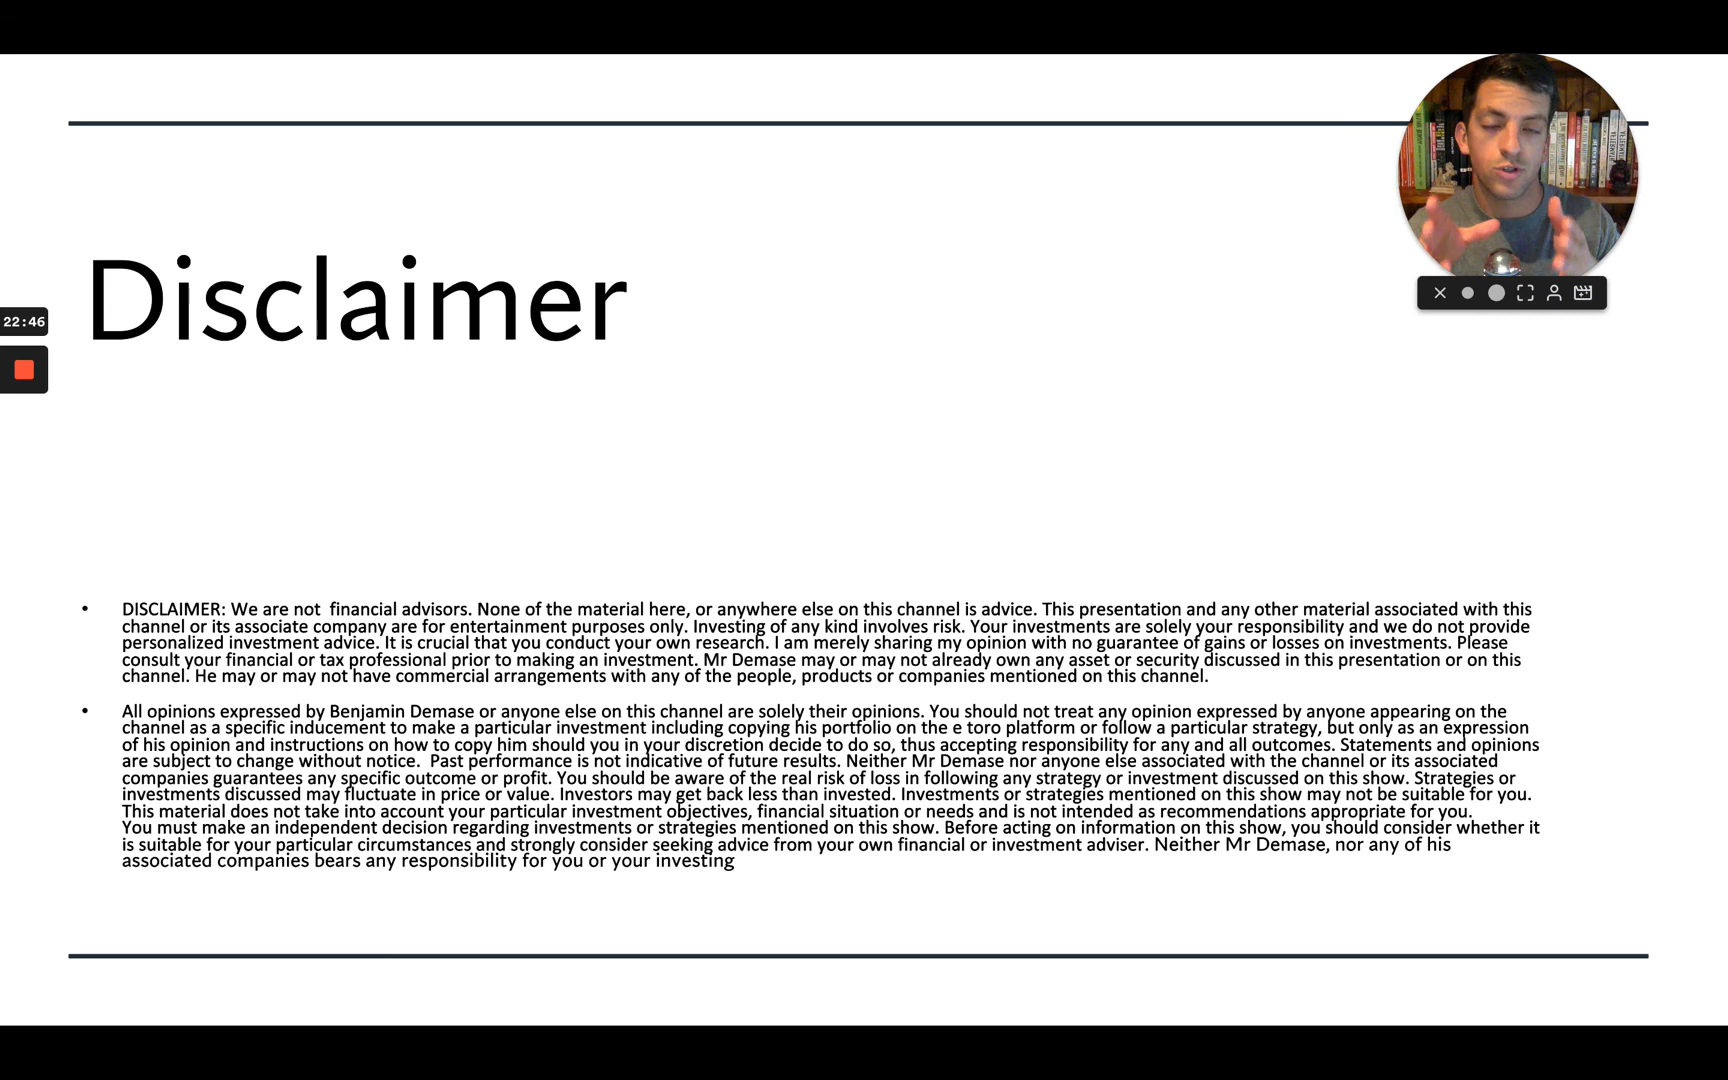 Disclaimer
22:46
• DISCLAIMER: We are not  financial advisors. None of the material here, or anywhere else on this channel is advice. This presentation and any other material associated with this
channel or its associate company are for entertainment purposes only. Investing of any kind involves risk. Your investments are solely your responsibility and we do not provide
personalized investment advice. It is crucial that you conduct your own research. I am merely sharing my opinion with no guarantee of gains or losses on investments. Please
consult your financial or tax professional prior to making an investment. Mr Demase may or may not already own any asset or security discussed in this presentation or on this
channel. He may or may not have commercial arrangements with any of the people, products or companies mentioned on this channel.
• All opinions expressed by Benjamin Demase or anyone else on this channel are solely their opinions. You should not treat any opinion expressed by anyone appearing on the
channel as a specific inducement to make a particular investment including copying his portfolio on the e toro platform or follow a particular strategy, but only as an expression
of his opinion and instructions on how to copy him should you in your discretion decide to do so, thus accepting responsibility for any and all outcomes. Statements and opinions
are subject to change without notice.  Past performance is not indicative of future results. Neither Mr Demase nor anyone else associated with the channel or its associated
companies guarantees any specific outcome or profit. You should be aware of the real risk of loss in following any strategy or investment discussed on this show. Strategies or
investments discussed may fluctuate in price or value. Investors may get back less than invested. Investments or strategies mentioned on this show may not be suitable for you.
This material does not take into account your particular investment objectives, financial situation or needs and is not intended as recommendations appropriate for you.
You must make an independent decision regarding investments or strategies mentioned on this show. Before acting on information on this show, you should consider whether it
is suitable for your particular circumstances and strongly consider seeking advice from your own financial or investment adviser. Neither Mr Demase, nor any of his
associated companies bears any responsibility for you or your investing